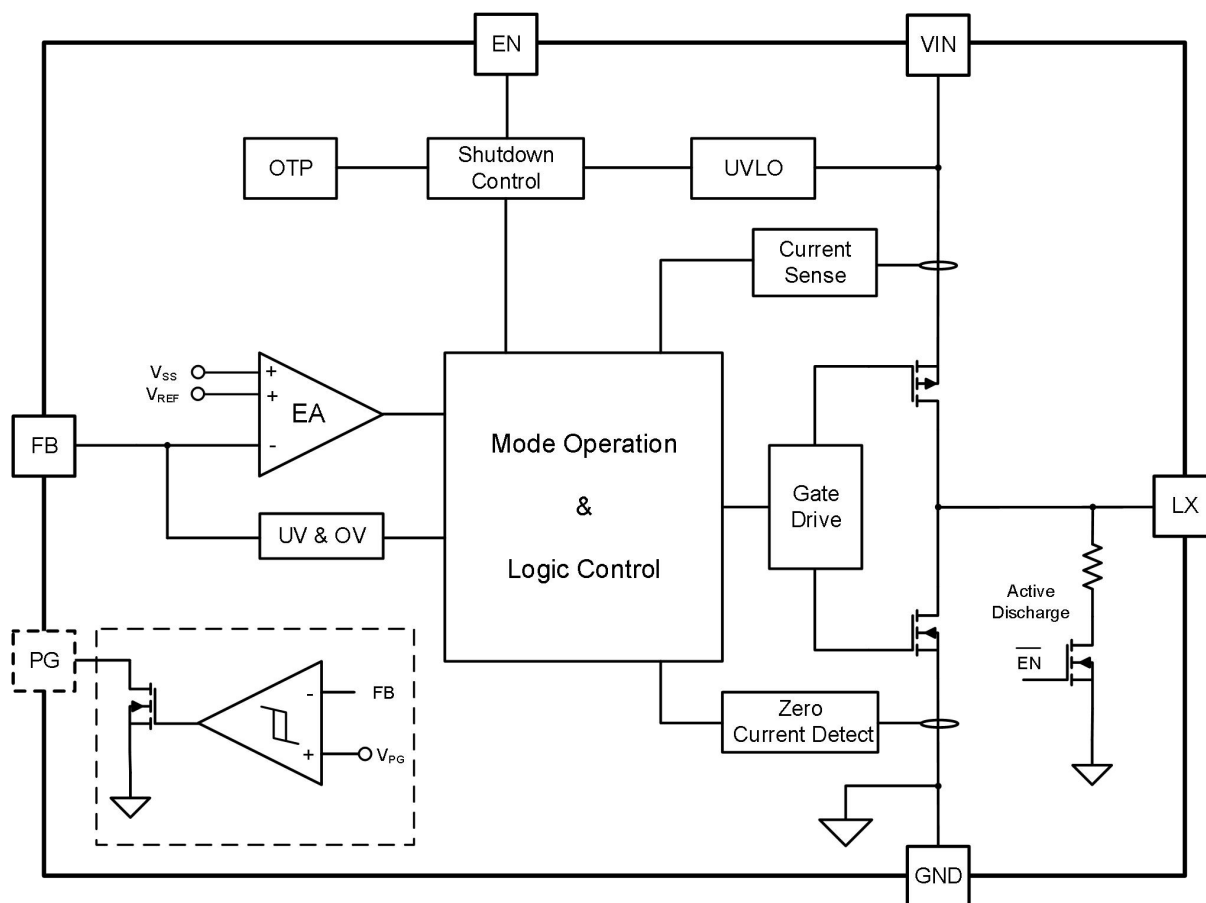 EN
VIN
OTP
Shutdown
Control
UVLO
Current
Sense
VSS
VREF
+
+
-
EA
FB
UV & OV
Mode Operation
&
Logic Control
Gate
Drive
LX
Active
Discharge
EN
PG
-
+
FB
VPG
Zero
Current Detect
GND